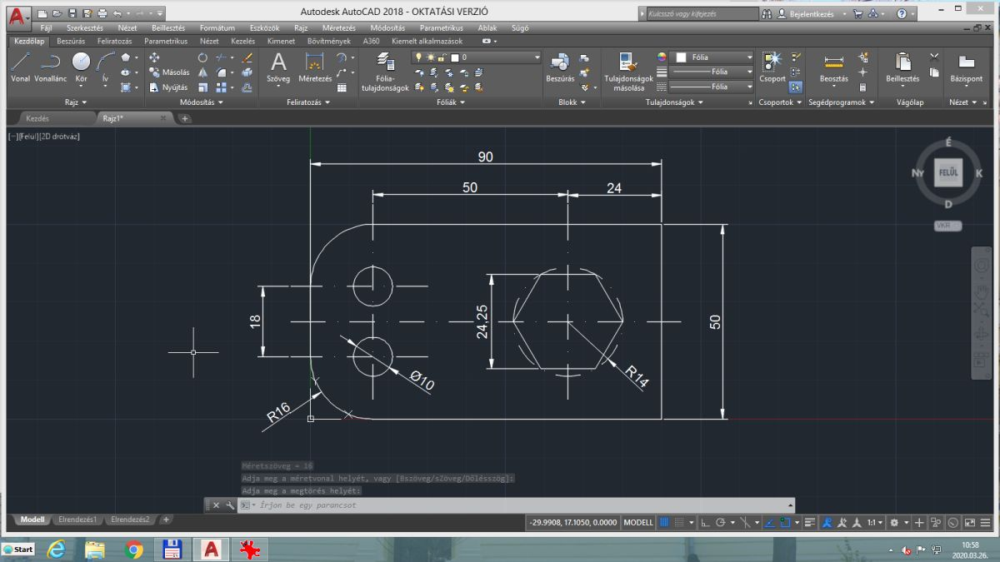 Autodesk AutoCAD 2018 - OKTATÁSI VERZIÓ
Kulcsszó vagy kifejezés
Bejelentkezés
Fájl Szerkesztés Nézet Beillesztés Formátum Eszközök Rajz Méretezés Módosítás Parametrikus Ablak Súgó
Kezdőlap Beszúrás Feliratozás Parametrikus Nézet Kezelés Kimenet Bővítmények A360 Kiemelt alkalmazások
Vonal Vonallánc Kör Ív
Másolás
Nyújtás
Szöveg Méretezés
Fólia-
tulajdonságok
0
Beszúrás
Tulajdonságok
másolása
Fólia
Fólia
Fólia
Csoport
Beosztás
Beillesztés
Bázispont
Rajz Módosítás Feliratozás Fóliák Blokk Tulajdonságok Csoportok Segédprogramok Vágólap Nézet
Kezdés Rajz1*
[−][Felül][2D drótváz]
90
50
24
18
24,25
50
Ø10
R16
R14
É
Ny FELÜL K
D
VKR
Méretszöveg = 16
Adja meg a méretvonal helyét, vagy [Bszöveg/sZöveg/Dőlésszög]:
Adja meg a megtörés helyét:
Írjon be egy parancsot
Modell Elrendezés1 Elrendezés2 +
-29.9908, 17.1050, 0.0000 MODELL 1:1
Start
10:58
2020.03.26.